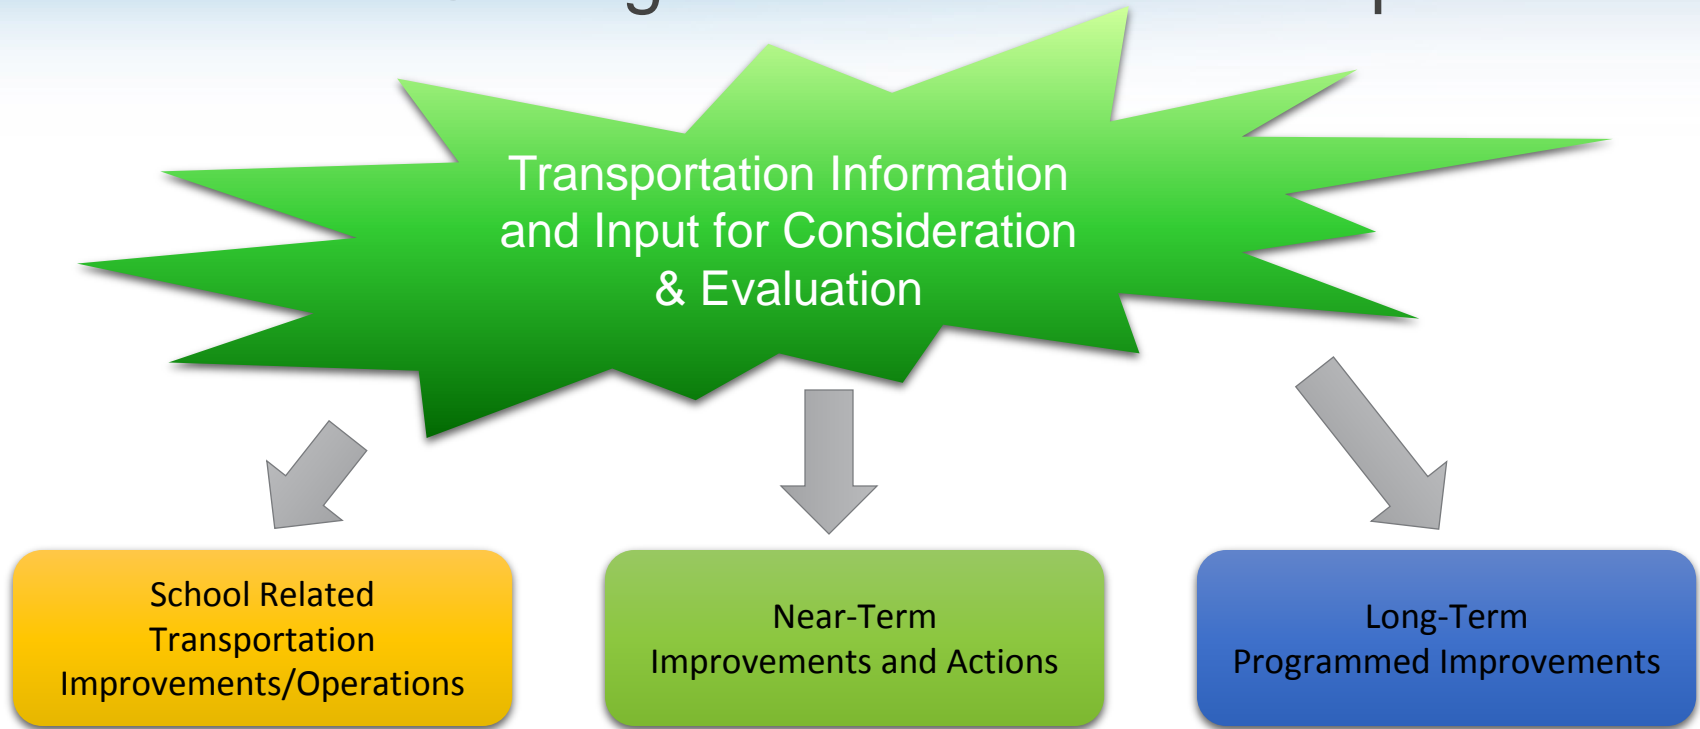 Transportation Information
and Input for Consideration
& Evaluation
School Related
Transportation
Improvements/Operations
Near-Term
Improvements and Actions
Long-Term
Programmed Improvements